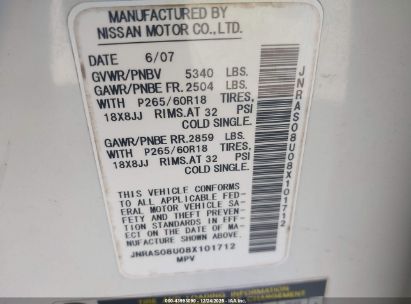 MANUFACTURED BY
NISSAN MOTOR CO.,LTD.
DATE 6/07
GVWR/PNBV 5340 LBS.
GAWR/PNBE FR. 2504 LBS.
WITH P265/60R18 TIRES,
18X8JJ RIMS.AT 32 PSI
COLD SINGLE.
GAWR/PNBE RR. 2859 LBS.
WITH P265/60R18 TIRES,
18X8JJ RIMS.AT 32 PSI
COLD SINGLE.
THIS VEHICLE CONFORMS
TO ALL APPLICABLE FED-
ERAL MOTOR VEHICLE SA-
FETY AND THEFT PREVEN-
TION STANDARDS IN EFF-
ECT ON THE DATE OF MA-
NUFACTURE SHOWN ABOVE.
JNRAS08U08X101712
MPV
JNRAS08U08X101712